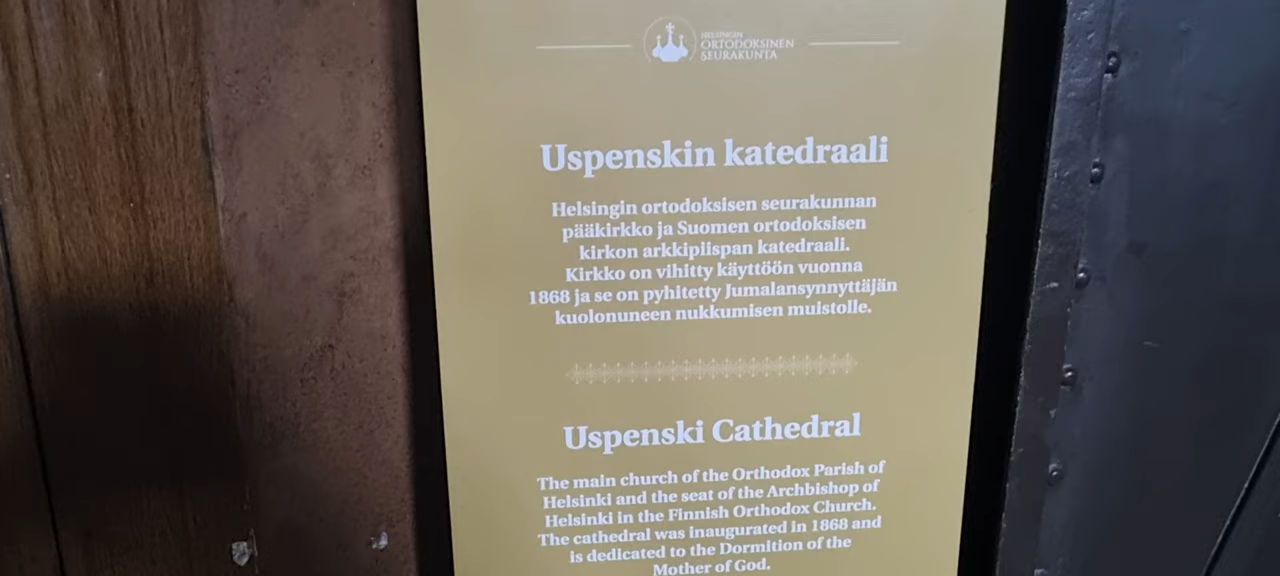 HELSINGIN
ORTODOKSINEN
SEURAKUNTA
Uspenskin katedraali
Helsingin ortodoksisen seurakunnan
pääkirkko ja Suomen ortodoksisen
kirkon arkkipiispan katedraali.
Kirkko on vihitty käyttöön vuonna
1868 ja se on pyhitetty Jumalansynnyttäjän
kuolonuneen nukkumisen muistolle.
Uspenski Cathedral
The main church of the Orthodox Parish of
Helsinki and the seat of the Archbishop of
Helsinki in the Finnish Orthodox Church.
The cathedral was inaugurated in 1868 and
is dedicated to the Dormition of the
Mother of God.